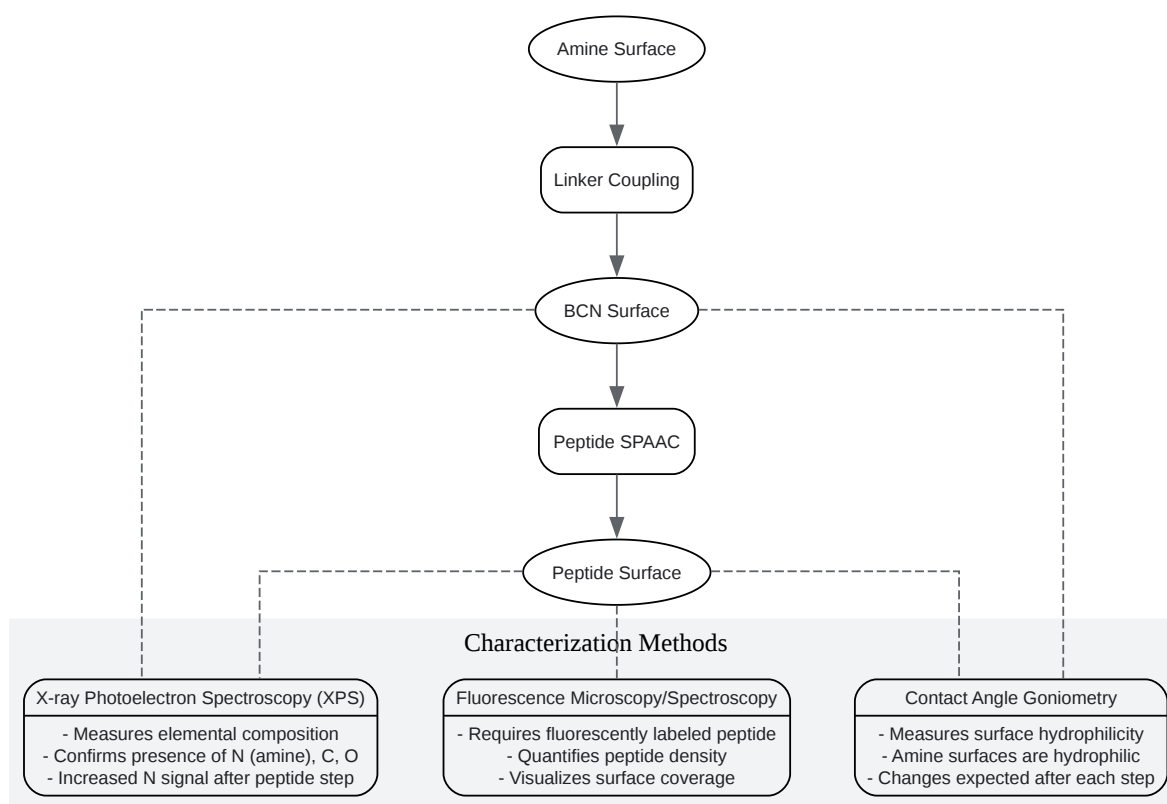 Amine Surface
Linker Coupling
BCN Surface
Peptide SPAAC
Peptide Surface
Characterization Methods
X-ray Photoelectron Spectroscopy (XPS)
- Measures elemental composition
- Confirms presence of N (amine), C, O
- Increased N signal after peptide step
Fluorescence Microscopy/Spectroscopy
- Requires fluorescently labeled peptide
- Quantifies peptide density
- Visualizes surface coverage
Contact Angle Goniometry
- Measures surface hydrophilicity
- Amine surfaces are hydrophilic
- Changes expected after each step